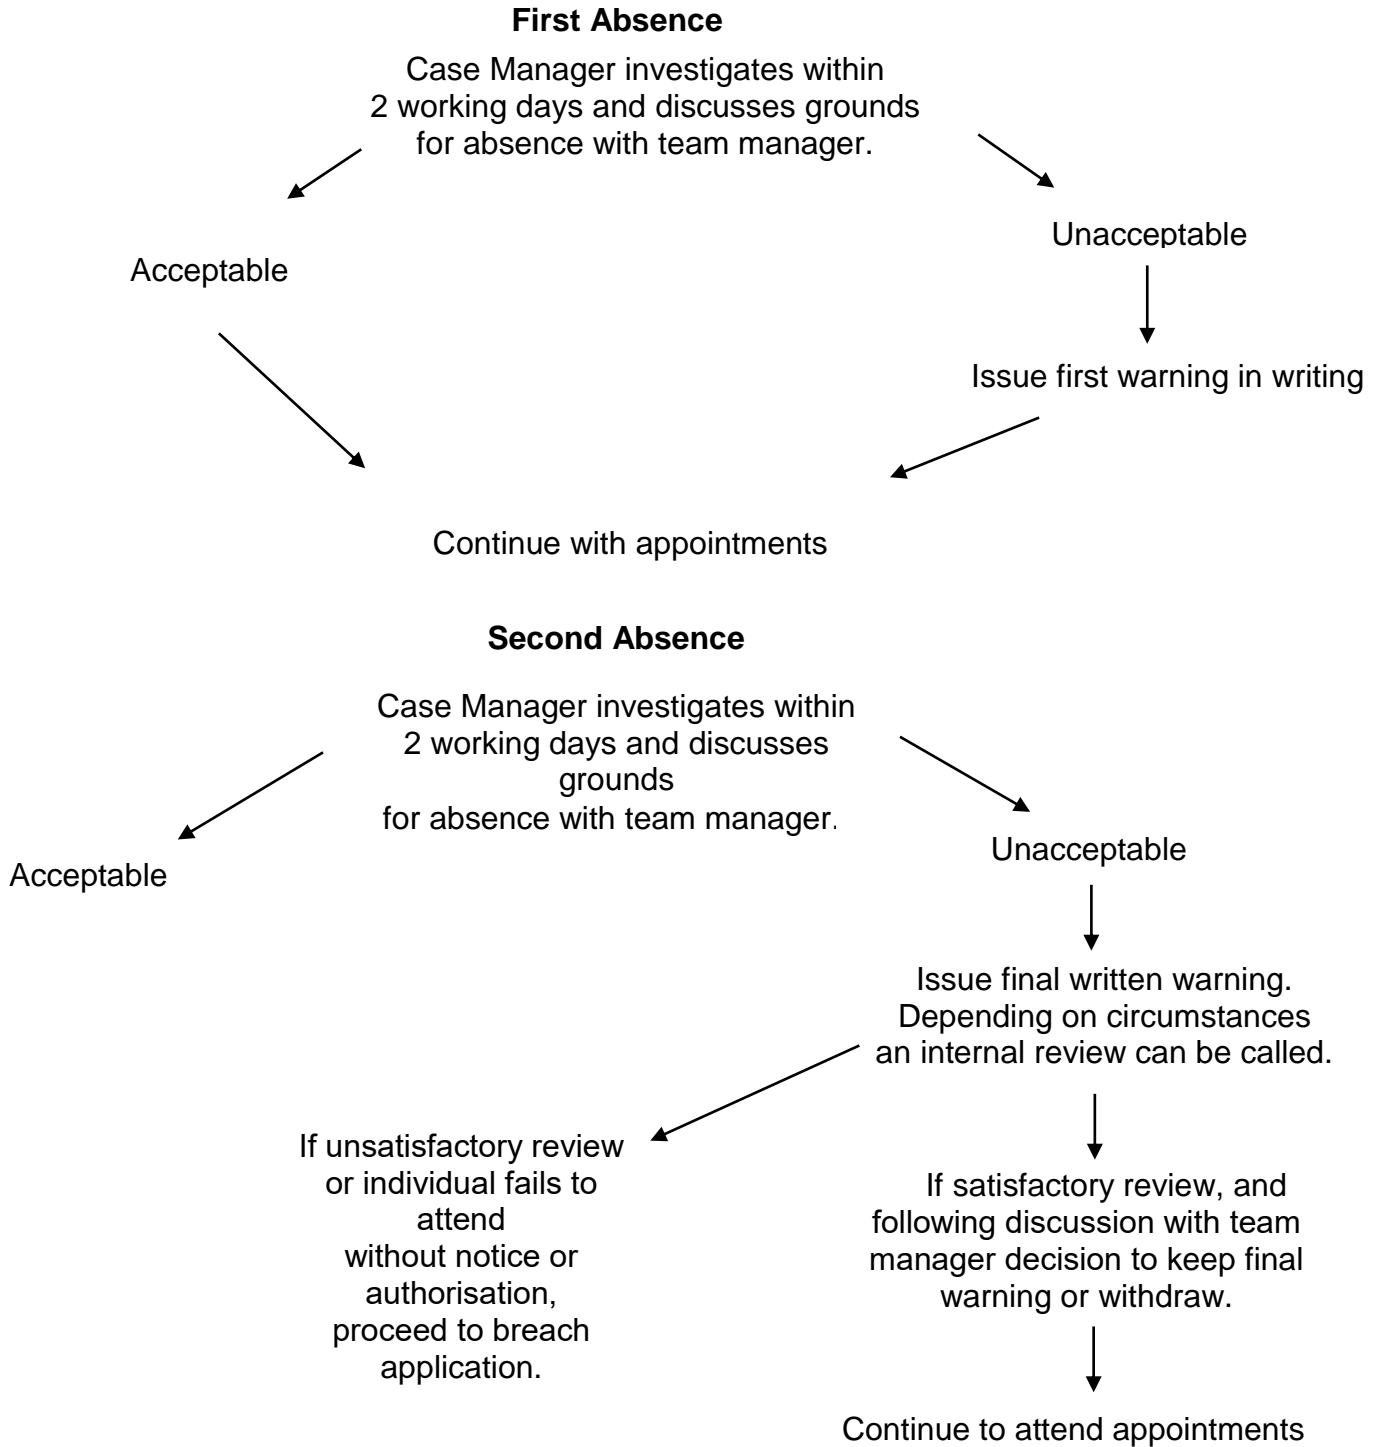 First Absence
Case Manager investigates within
2 working days and discusses grounds
for absence with team manager.
Unacceptable
Acceptable
Issue first warning in writing
Continue with appointments
Second Absence
Case Manager investigates within
2 working days and discusses
grounds
for absence with team manager.
Unacceptable
Acceptable
Issue final written warning.
Depending on circumstances
an internal review can be called.
If unsatisfactory review
or individual fails to
attend
without notice or
authorisation,
proceed to breach
application.
If satisfactory review, and
following discussion with team
manager decision to keep final
warning or withdraw.
Continue to attend appointments